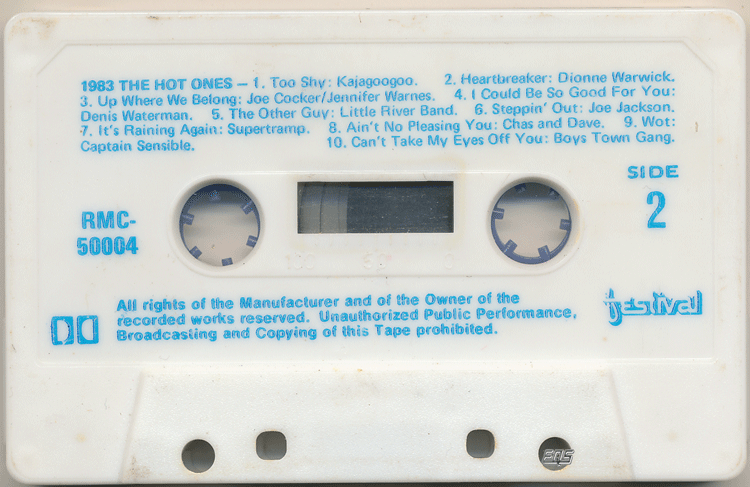 1983 THE HOT ONES – 1. Too Shy: Kajagoogoo. 2. Heartbreaker: Dionne Warwick.
3. Up Where We Belong: Joe Cocker/Jennifer Warnes. 4. I Could Be So Good For You:
Denis Waterman. 5. The Other Guy: Little River Band. 6. Steppin' Out: Joe Jackson.
7. It's Raining Again: Supertramp. 8. Ain't No Pleasing You: Chas and Dave. 9. Wot:
Captain Sensible. 10. Can't Take My Eyes Off You: Boys Town Gang.
SIDE
2
RMC-
50004
All rights of the Manufacturer and of the Owner of the
recorded works reserved. Unauthorized Public Performance,
Broadcasting and Copying of this Tape prohibited.
festival